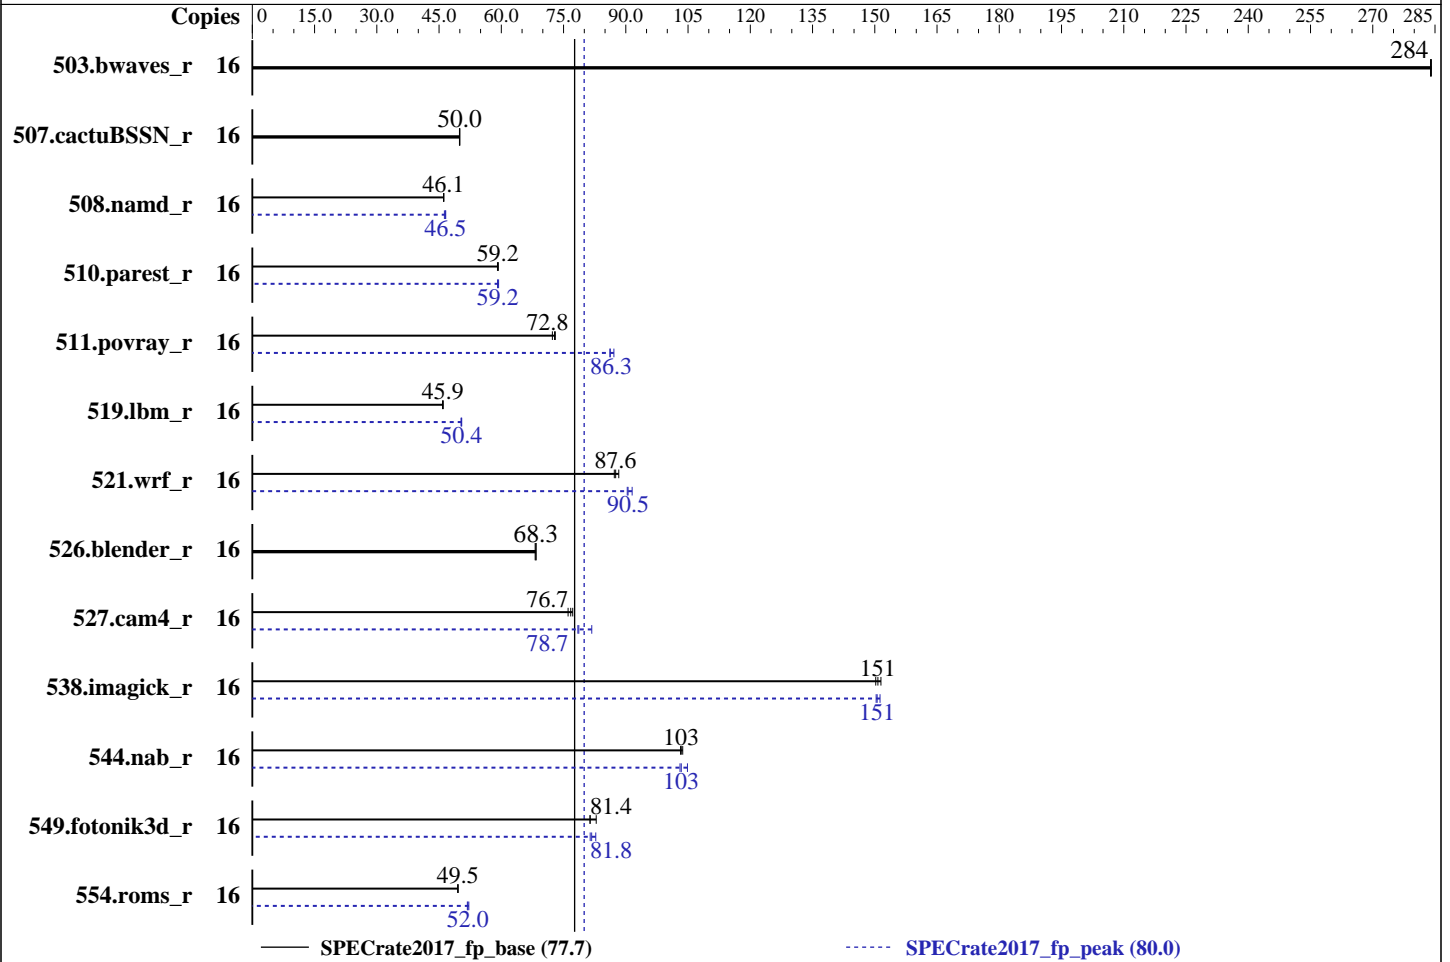 Copies 0 15.0 30.0 45.0 60.0 75.0 90.0 105 120 135 150 165 180 195 210 225 240 255 270 285
503.bwaves_r 16 284
507.cactuBSSN_r 16 50.0
508.namd_r 16 46.1
46.5
510.parest_r 16 59.2
59.2
511.povray_r 16 72.8
86.3
519.lbm_r 16 45.9
50.4
521.wrf_r 16 87.6
90.5
526.blender_r 16 68.3
527.cam4_r 16 76.7
78.7
538.imagick_r 16 151
151
544.nab_r 16 103
103
549.fotonik3d_r 16 81.4
81.8
554.roms_r 16 49.5
52.0
SPECrate2017_fp_base (77.7) SPECrate2017_fp_peak (80.0)